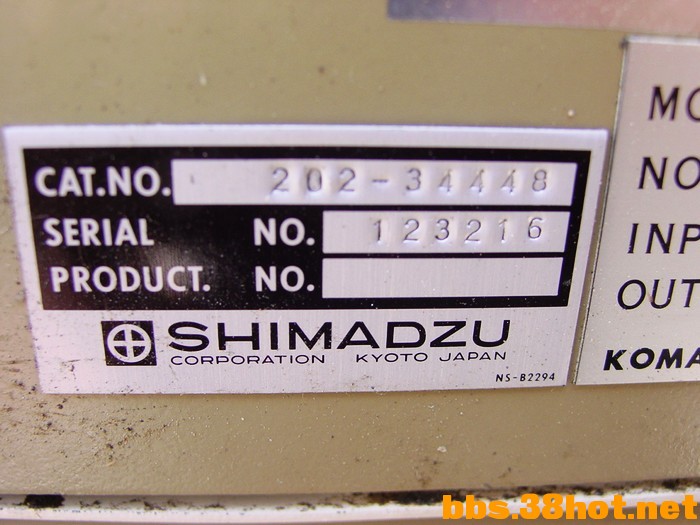 CAT.NO. 202-34448
SERIAL NO. 123216
PRODUCT. NO.
SHIMADZU
CORPORATION KYOTO JAPAN
NS-B2294
MO
NO
INP
OUT
KOMA
bbs.38hot.net